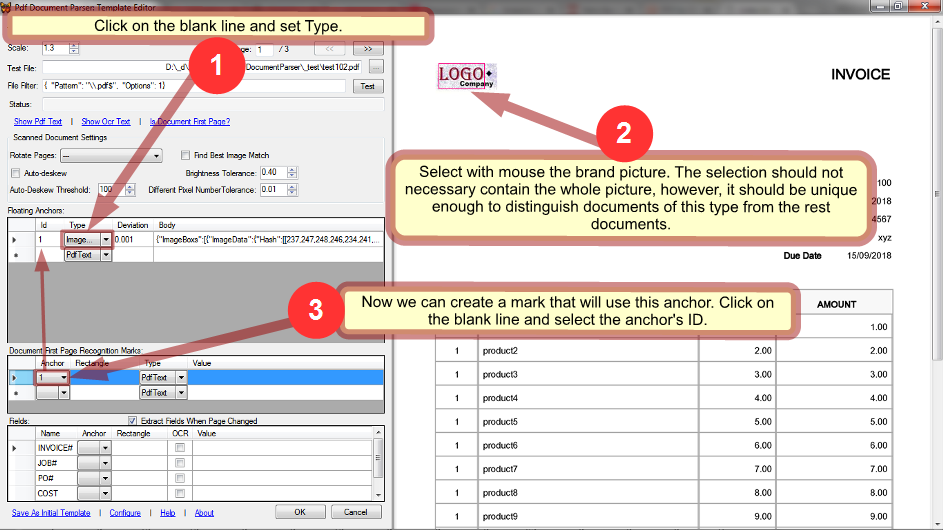 Pdf Document Parser: Template Editor
Click on the blank line and set Type.
Scale: 1.3 ge: 1 / 3 << >>
Test File: D:\_d\ DocumentParser\_test\test102.pdf ...
File Filter: { "Pattern": "\\.pdf$", "Options": 1} Test
Status:
Show Pdf Text | Show Ocr Text | Is Document First Page?
Scanned Document Settings
Rotate Pages: --- Find Best Image Match
Auto-deskew Brightness Tolerance: 0.40
Auto-Deskew Threshold: 100 Different Pixel NumberTolerance: 0.01
Floating Anchors:
Id Type Deviation Body
1 Image... 0.001 {"ImageBoxs":[{"ImageData":{"Hash":[[237,247,248,246,234,241,...
PdfText
Document First Page Recognition Marks:
Anchor Rectangle Type Value
1 PdfText
PdfText
Fields: Extract Fields When Page Changed
Name Anchor Rectangle OCR Value
INVOICE#
JOB#
PO#
COST
Save As Initial Template | Configure | Help | About OK Cancel
1
2
3
LOGO
Company
INVOICE
Select with mouse the brand picture. The selection should not
necessary contain the whole picture, however, it should be unique
enough to distinguish documents of this type from the rest
documents.
100
2018
4567
xyz
Due Date 15/09/2018
Now we can create a mark that will use this anchor. Click on
the blank line and select the anchor's ID.
AMOUNT
1.00
1 product2 2.00 2.00
1 product3 3.00 3.00
1 product4 4.00 4.00
1 product5 5.00 5.00
1 product6 6.00 6.00
1 product7 7.00 7.00
1 product8 8.00 8.00
1 product9 9.00 9.00